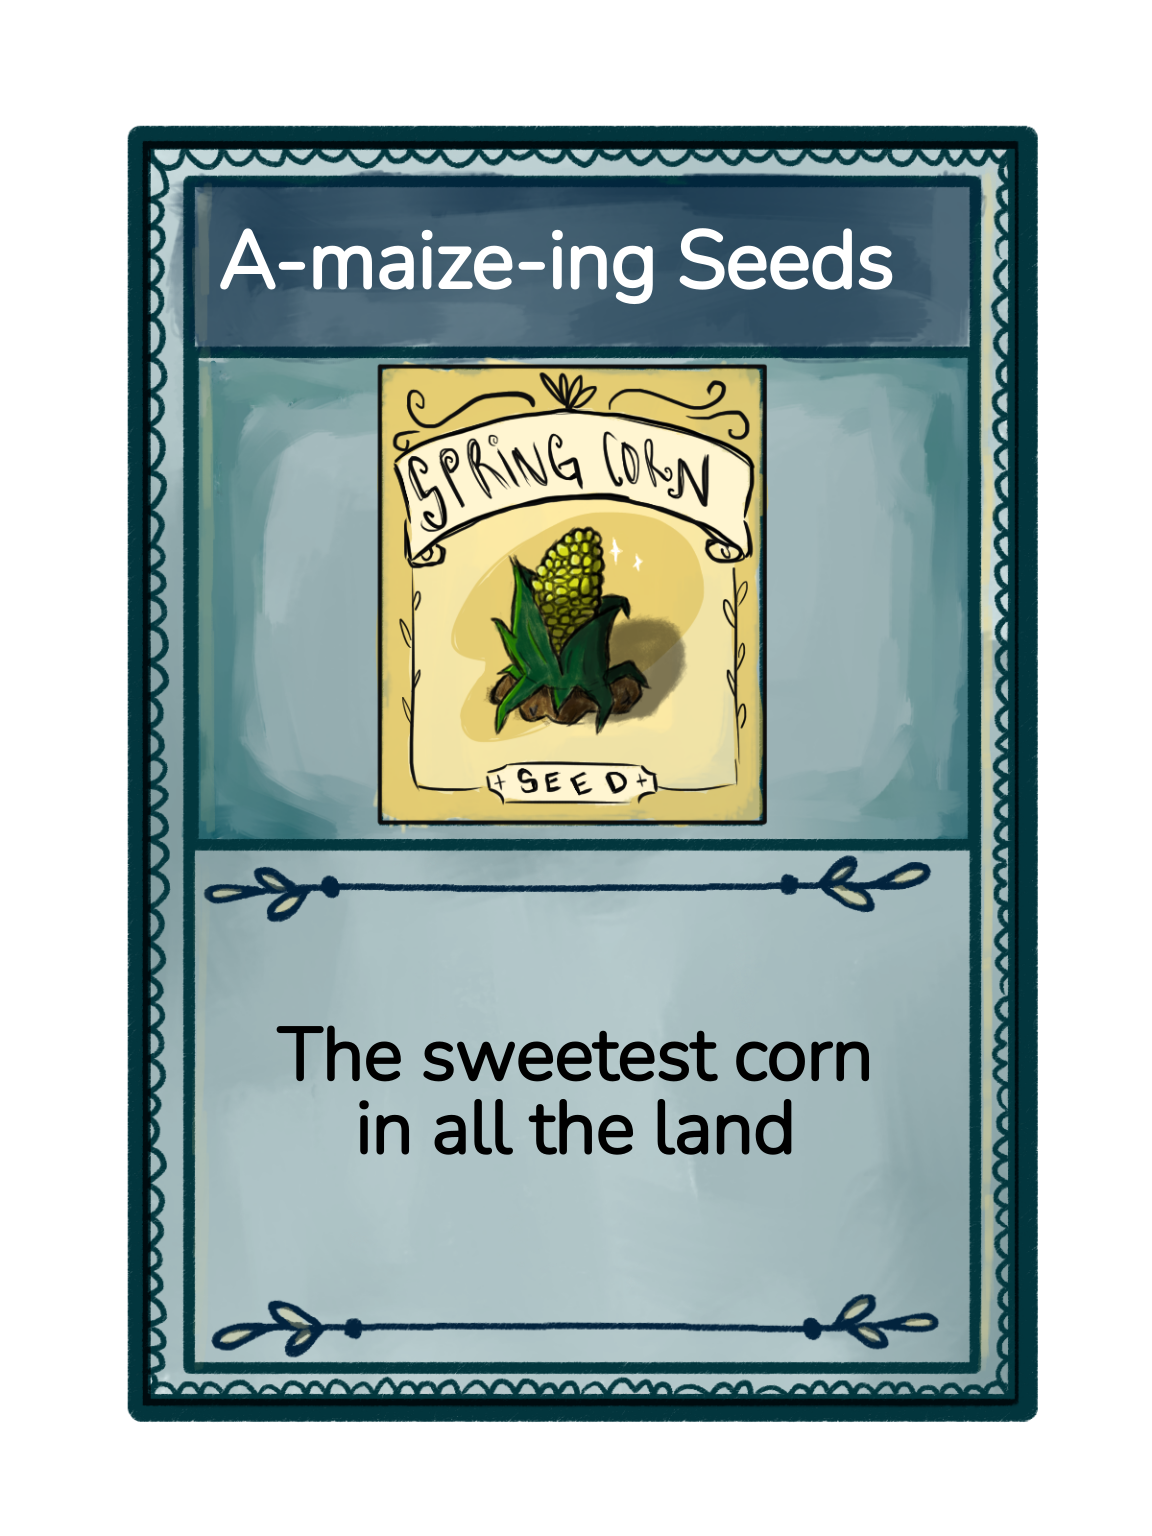 A-maize-ing Seeds
SPRING CORN
SEED
The sweetest corn
in all the land